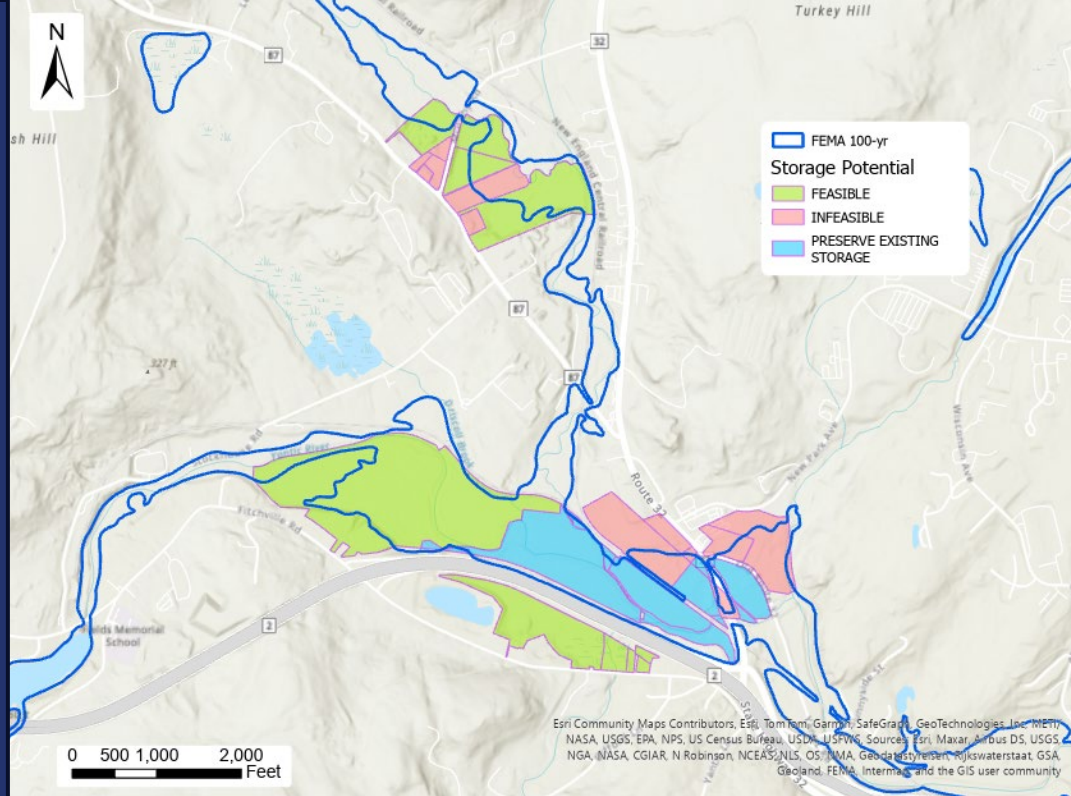 N
Railroad
87
32
Turkey Hill
sh Hill
New England Central Railroad
FEMA 100-yr
Storage Potential
FEASIBLE
INFEASIBLE
PRESERVE EXISTING
STORAGE
87
327 ft
87
Stockhouse Rd
Yantic River
Fitchville Rd
Route 32
New Park Ave
Wisconsin Ave
Fields Memorial
School
2
2
0 500 1,000 2,000
Feet
Esri Community Maps Contributors, Esri, TomTom, Garmin, SafeGraph, GeoTechnologies, Inc, METI/
NASA, USGS, EPA, NPS, US Census Bureau, USDA, USFWS, Sources: Esri, Maxar, Airbus DS, USGS,
NGA, NASA, CGIAR, N Robinson, NCEAS, NLS, OS, NMA, Geodatastyrelsen, Rijkswaterstaat, GSA,
Geoland, FEMA, Intermap and the GIS user community
32